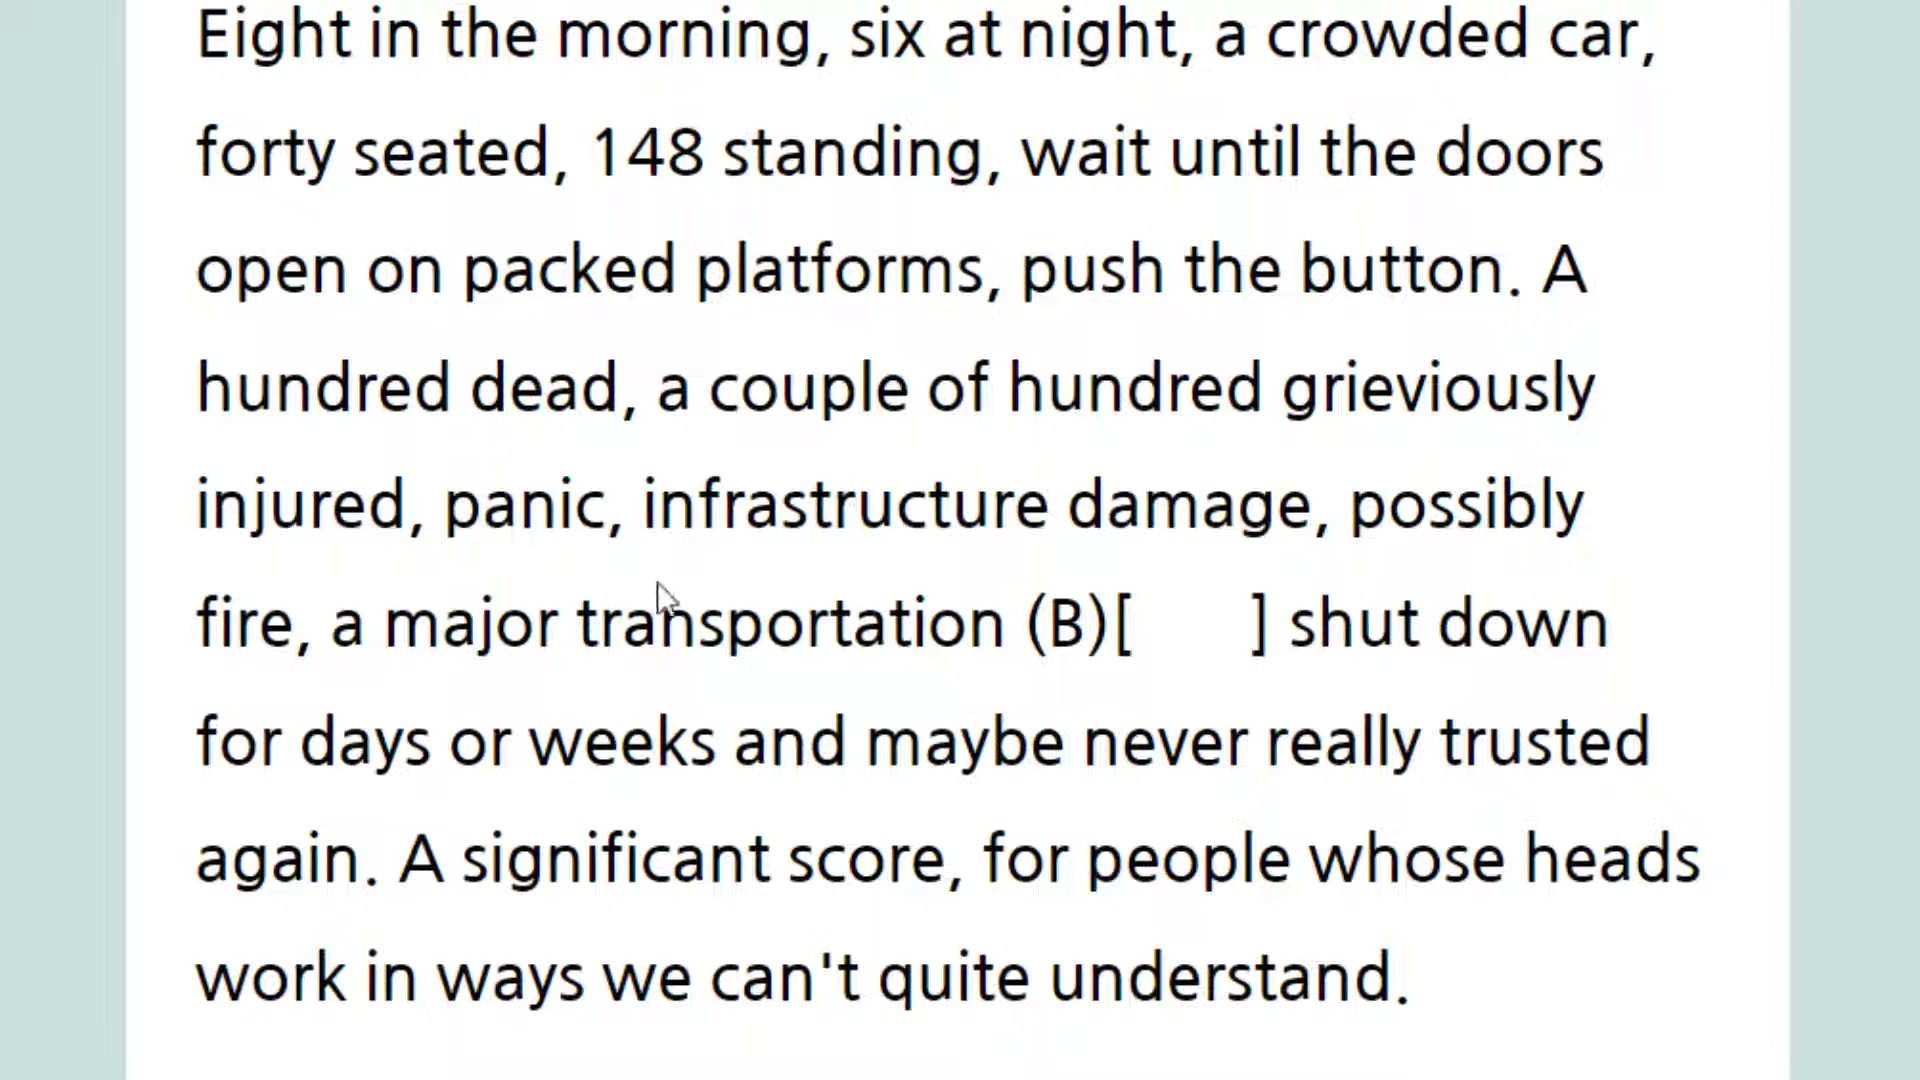 Eight in the morning, six at night, a crowded car,
forty seated, 148 standing, wait until the doors
open on packed platforms, push the button. A
hundred dead, a couple of hundred grieviously
injured, panic, infrastructure damage, possibly
fire, a major transportation (B)[ ] shut down
for days or weeks and maybe never really trusted
again. A significant score, for people whose heads
work in ways we can't quite understand.